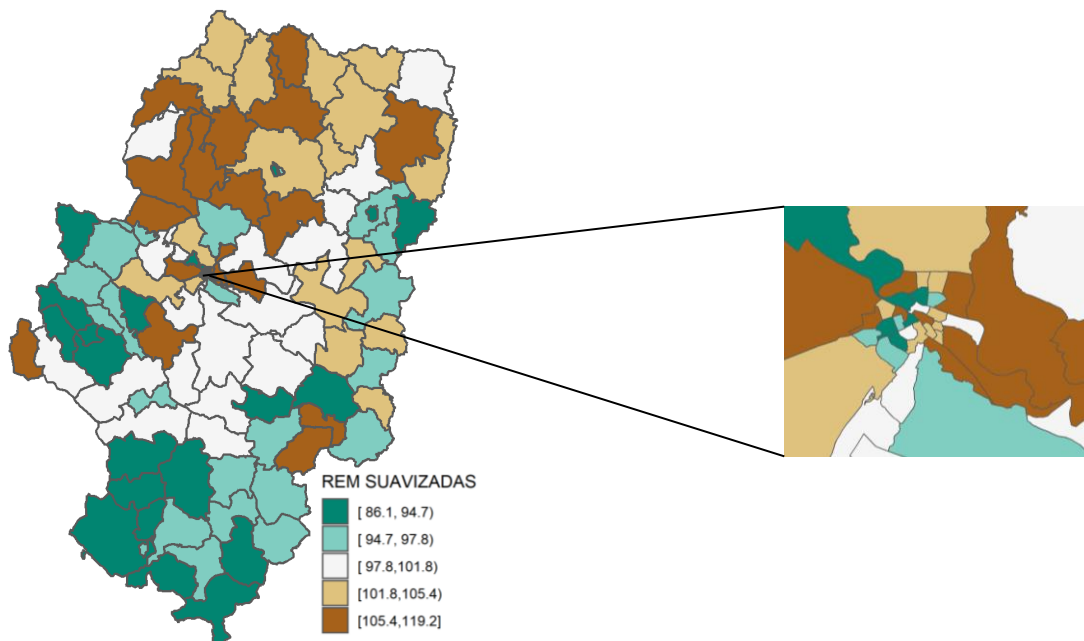 REM SUAVIZADAS
[ 86.1, 94.7)
[ 94.7, 97.8)
[ 97.8,101.8)
[101.8,105.4)
[105.4,119.2]